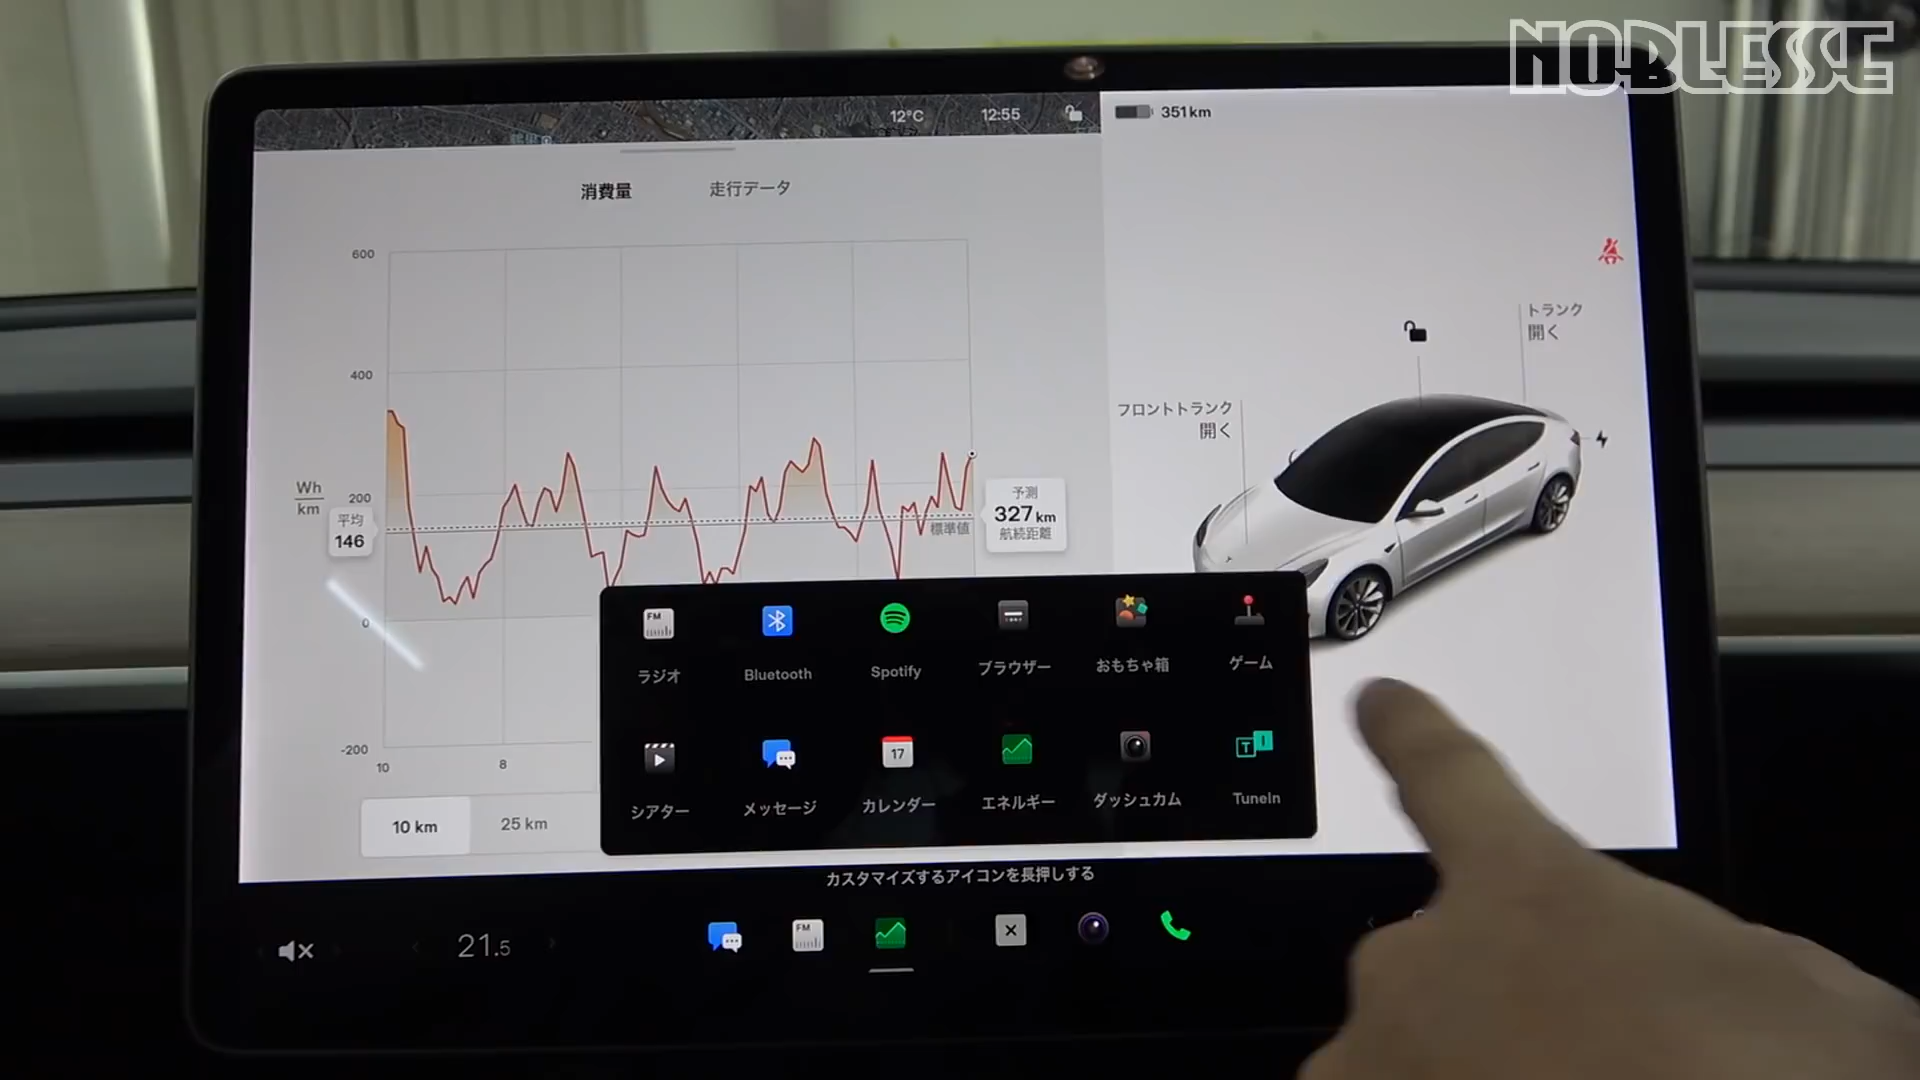 NOBLESSE
12°C
12:55
351km
消費量
走行データ
600
400
200
0
-200
Wh
km
平均
146
標準値
予測
327 km
航続距離
10
8
10 km
25 km
トランク
開く
フロントトランク
開く
FM
ラジオ
Bluetooth
Spotify
ブラウザー
おもちゃ箱
ゲーム
シアター
メッセージ
17
カレンダー
エネルギー
ダッシュカム
T I
TuneIn
カスタマイズするアイコンを長押しする
21.5
FM